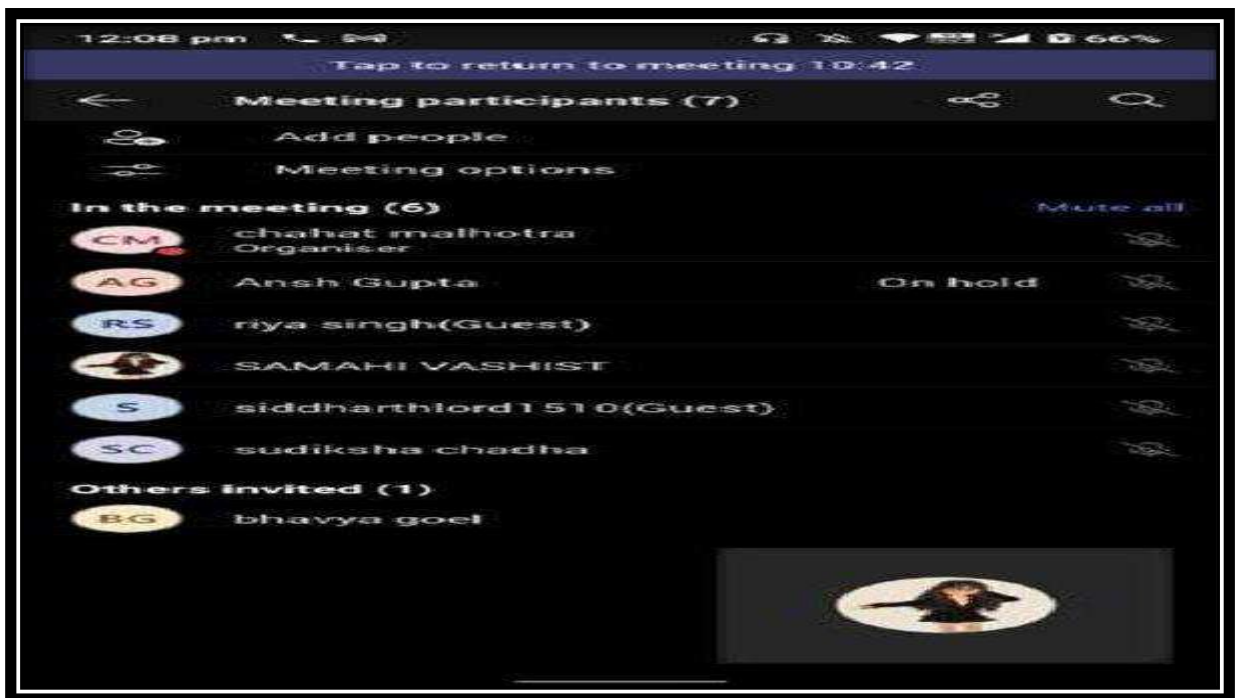 12:08 pm 66%
Tap to return to meeting 10:42
Meeting participants (7)
Add people
Meeting options
In the meeting (6) Mute all
CM chahat malhotra
Organiser
AG Ansh Gupta On hold
RS riya singh(Guest)
SAMAHI VASHIST
S siddharthlord1510(Guest)
SC sudiksha chadha
Others invited (1)
BG bhavya goel